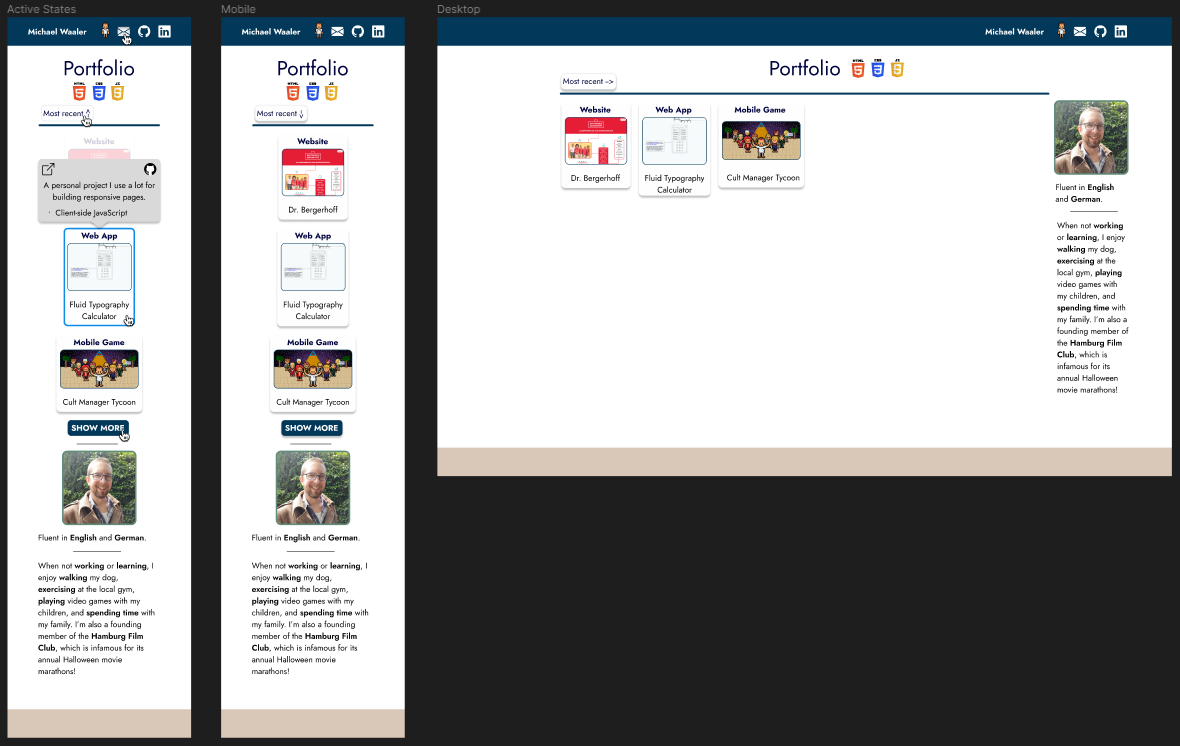 Active States
Michael Waaler
Portfolio
HTML CSS JS
Most recent
Website
A personal project I use a lot for
building responsive pages.
· Client-side JavaScript
Web App
Fluid Typography
Calculator
Mobile Game
Cult Manager Tycoon
SHOW MORE
Fluent in English and German.
When not working or learning, I
enjoy walking my dog,
exercising at the local gym,
playing video games with my
children, and spending time with
my family. I'm also a founding
member of the Hamburg Film
Club, which is infamous for its
annual Halloween movie
marathons!
Mobile
Michael Waaler
Portfolio
HTML CSS JS
Most recent ↓
Website
Dr. Bergerhoff
Web App
Fluid Typography
Calculator
Mobile Game
Cult Manager Tycoon
SHOW MORE
Fluent in English and German.
When not working or learning, I
enjoy walking my dog,
exercising at the local gym,
playing video games with my
children, and spending time with
my family. I'm also a founding
member of the Hamburg Film
Club, which is infamous for its
annual Halloween movie
marathons!
Desktop
Michael Waaler
Portfolio HTML CSS JS
Most recent -->
Website
Dr. Bergerhoff
Web App
Fluid Typography
Calculator
Mobile Game
Cult Manager Tycoon
Fluent in English
and German.
When not working
or learning, I enjoy
walking my dog,
exercising at the
local gym, playing
video games with
my children, and
spending time with
my family. I'm also a
founding member of
the Hamburg Film
Club, which is
infamous for its
annual Halloween
movie marathons!